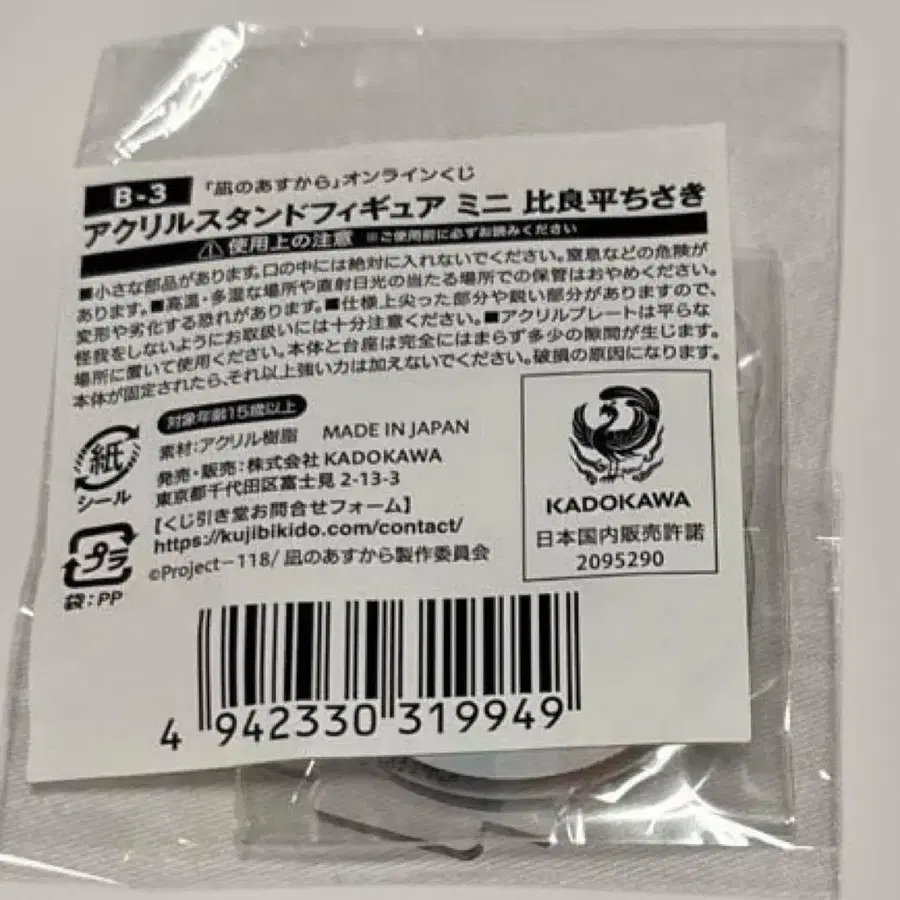 B-3 「凪のあすから」オンラインくじ
アクリルスタンドフィギュア ミニ 比良平ちさき
使用上の注意 ※ご使用前に必ずお読みください
■小さな部品があります。口の中には絶対に入れないでください。窒息などの危険が
あります。■高温・多湿な場所や直射日光の当たる場所での保管はおやめください。
変形や劣化する恐れがあります。■仕様上尖った部分や鋭い部分がありますので、
怪我をしないようにお取扱いには十分注意ください。■アクリルプレートは平らな
場所に置いて使用ください。本体と台座は完全にはまらず多少の隙間が生じます。
本体が固定されたら、それ以上強い力は加えないでください。破損の原因になります。
紙
シール
プラ
袋:PP
対象年齢15歳以上
素材:アクリル樹脂 MADE IN JAPAN
発売・販売:株式会社 KADOKAWA
東京都千代田区富士見 2-13-3
【くじ引き堂お問合せフォーム】
https://kujibikido.com/contact/
©Project−118/ 凪のあすから製作委員会
KADOKAWA
日本国内販売許諾
2095290
4 942330 319949